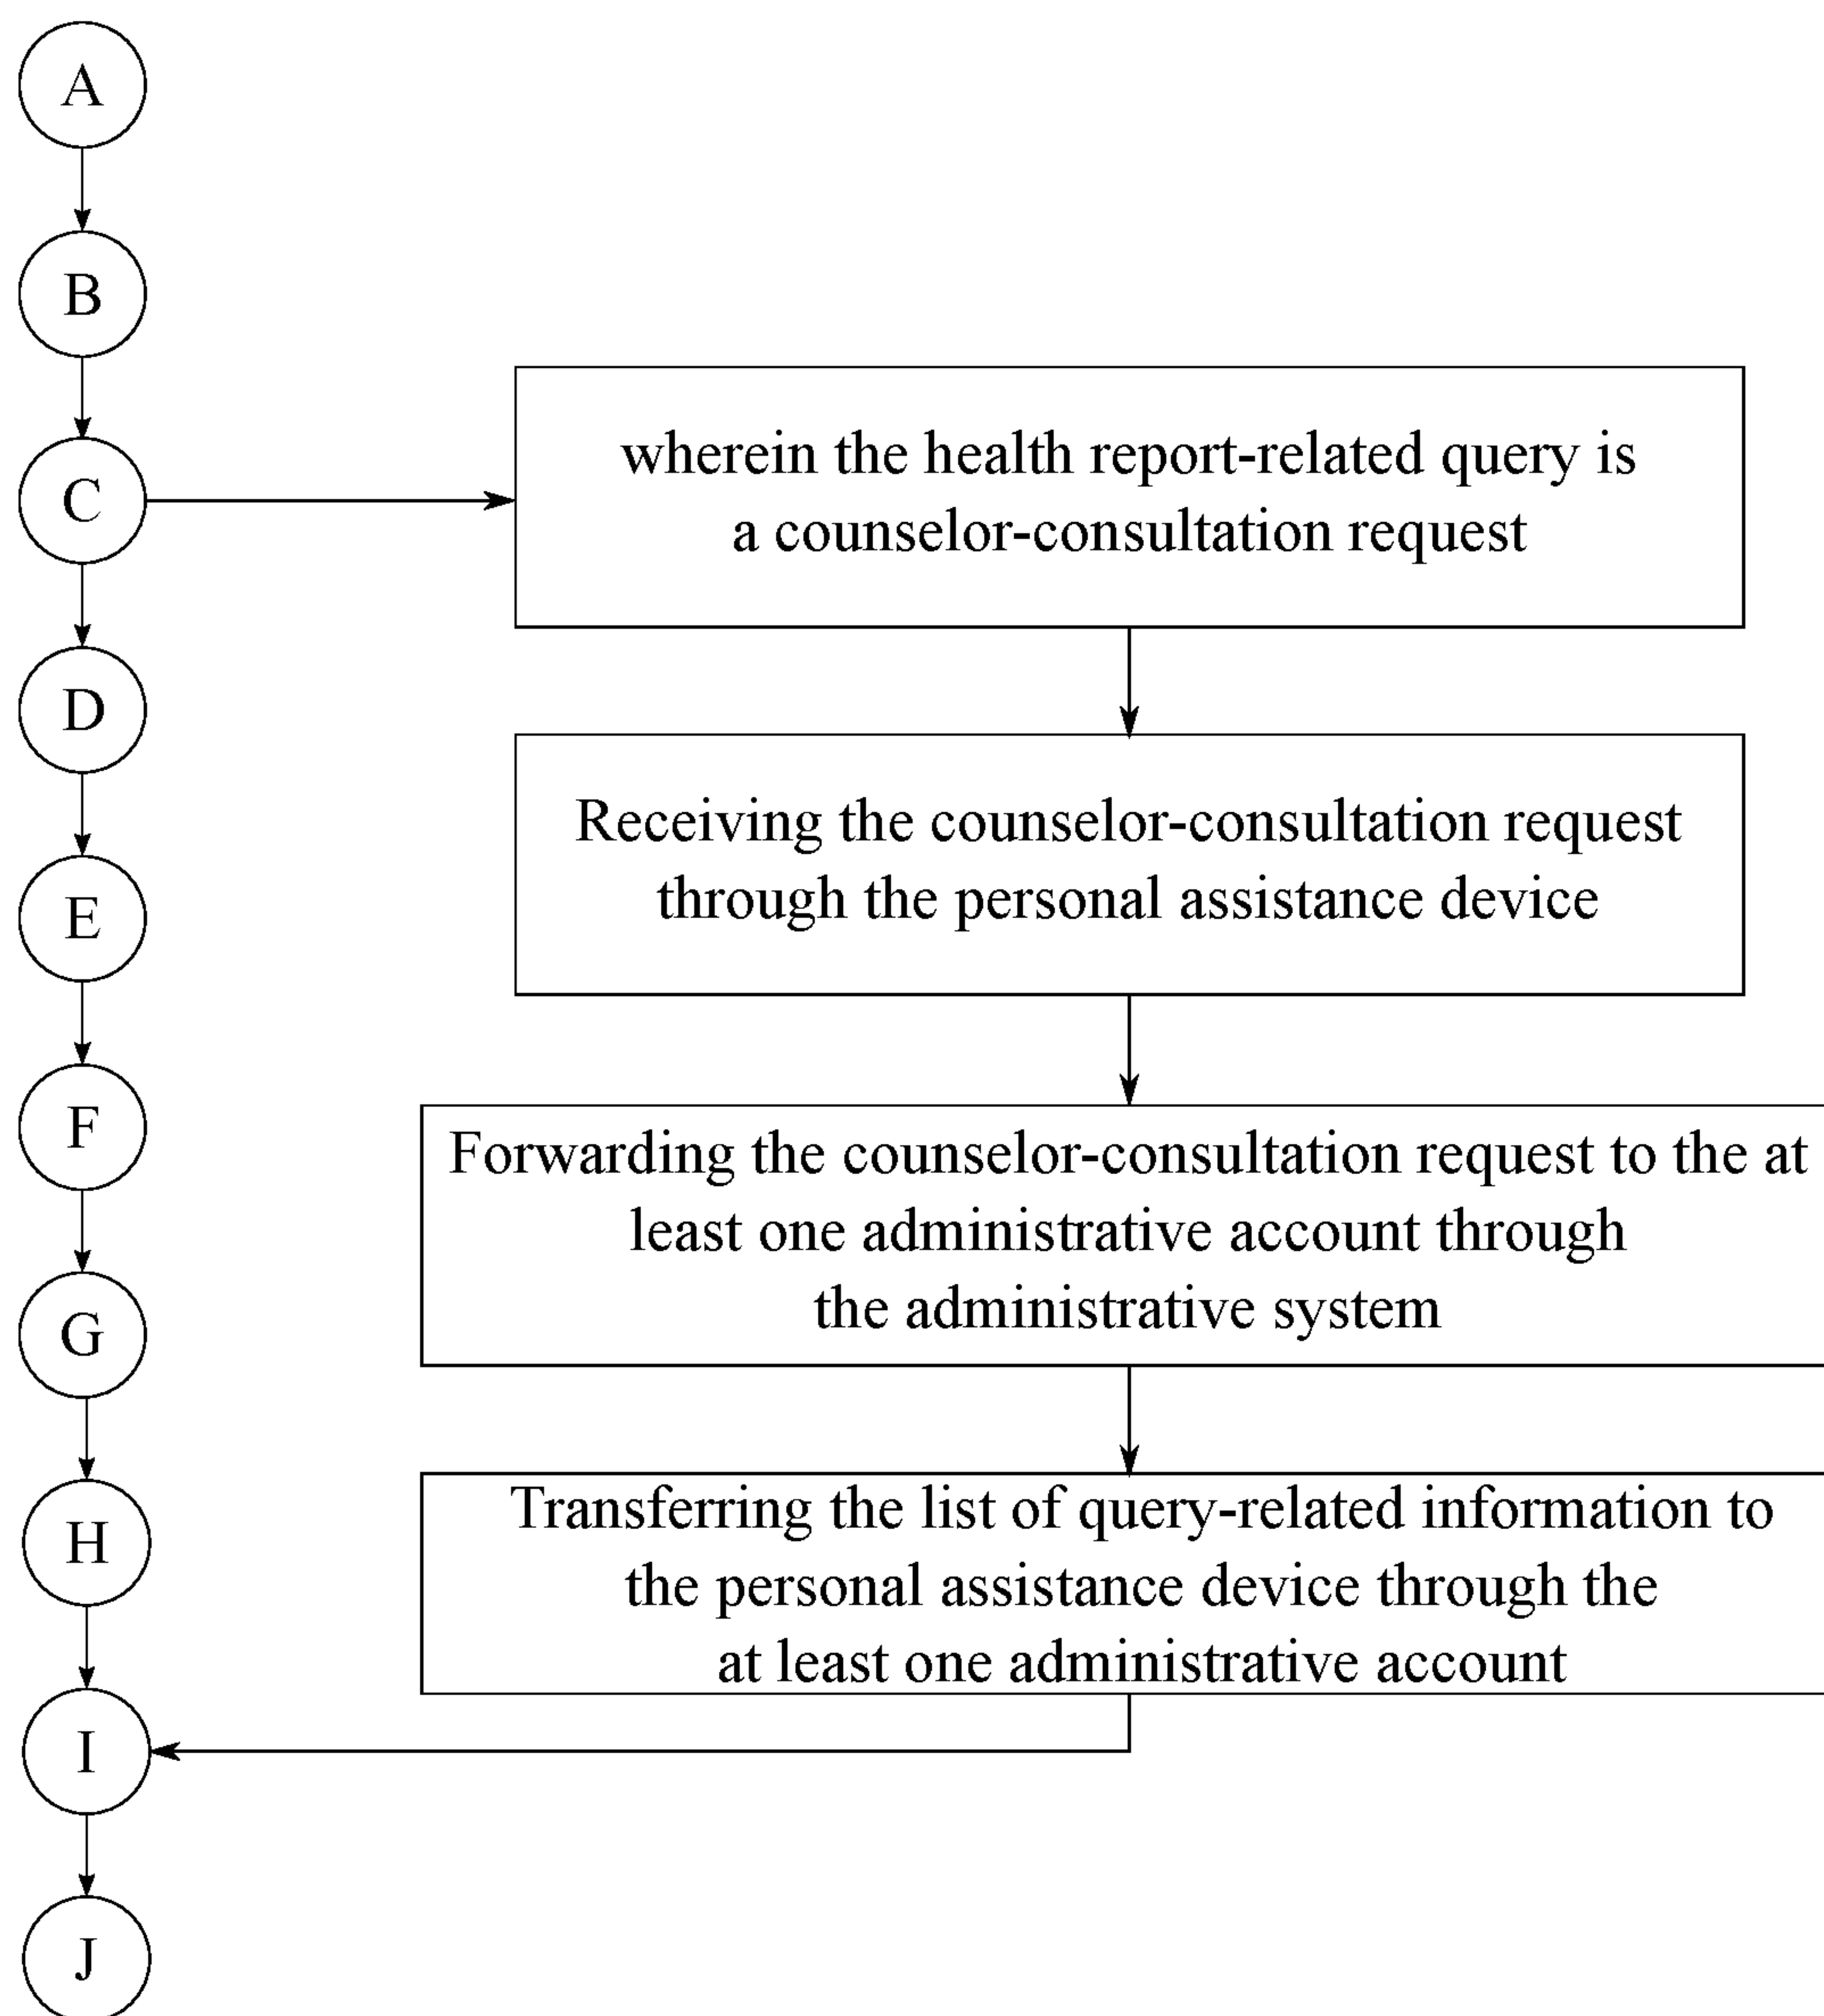 A
B
C
D
E
F
G
H
I
J
wherein the health report-related query is
a counselor-consultation request
Receiving the counselor-consultation request
through the personal assistance device
Forwarding the counselor-consultation request to the at
least one administrative account through
the administrative system
Transferring the list of query-related information to
the personal assistance device through the
at least one administrative account